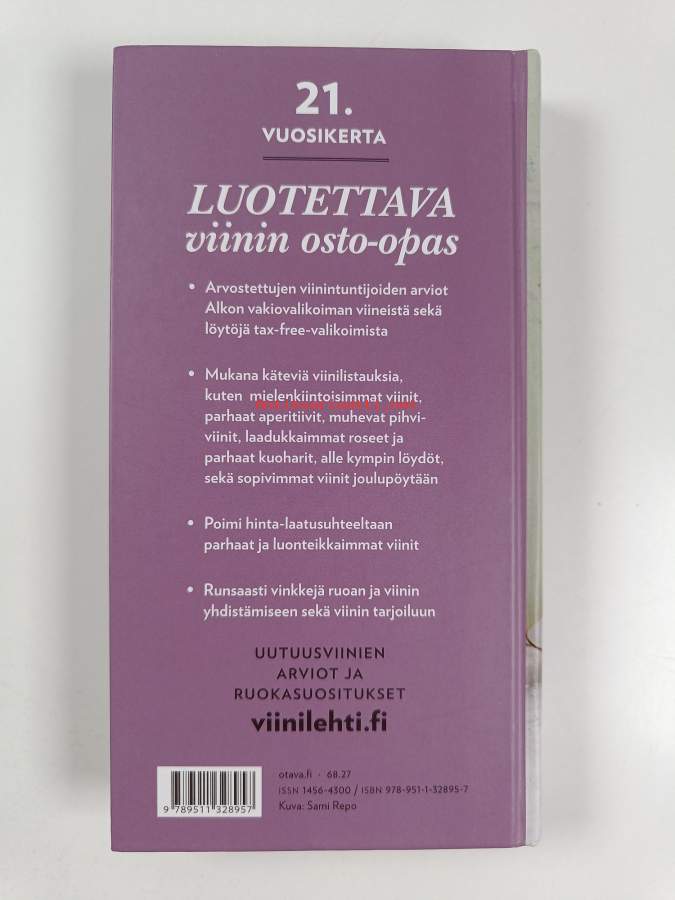 21.
VUOSIKERTA
LUOTETTAVA
viinin osto-opas
• Arvostettujen viinintuntijoiden arviot
Alkon vakiovalikoiman viineistä sekä
löytöjä tax-free-valikoimista
• Mukana käteviä viinilistauksia,
kuten mielenkiintoisimmat viinit,
parhaat aperitiivit, muhevat pihvi-
viinit, laadukkaimmat roseet ja
parhaat kuoharit, alle kympin löydöt,
sekä sopivimmat viinit joulupöytään
• Poimi hinta-laatusuhteeltaan
parhaat ja luonteikkaimmat viinit
• Runsaasti vinkkejä ruoan ja viinin
yhdistämiseen sekä viinin tarjoiluun
UUTUUSVIINIEN
ARVIOT JA
RUOKASUOSITUKSET
viinilehti.fi
otava.fi · 68.27
ISSN 1456-4300 / ISBN 978-951-1-32895-7
Kuva: Sami Repo
9 789511 328957